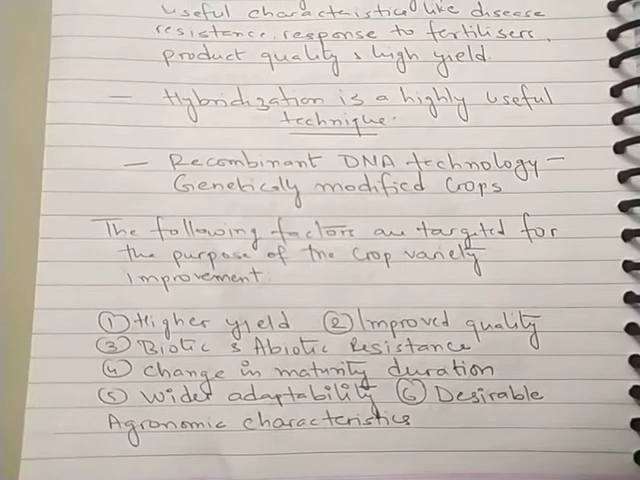 useful characteristics like disease
resistance, response to fertilisers,
product quality & high yield.
— Hybridization is a highly useful
technique.
— Recombinant DNA technology —
Geneticaly modified Crops
The following factors are targeted for
the purpose of the Crop variety
improvement:
① Higher yield ② Improved quality
③ Biotic & Abiotic Resistance
④ change in maturity duration
⑤ Wider adaptability ⑥ Desirable
Agronomic characteristics